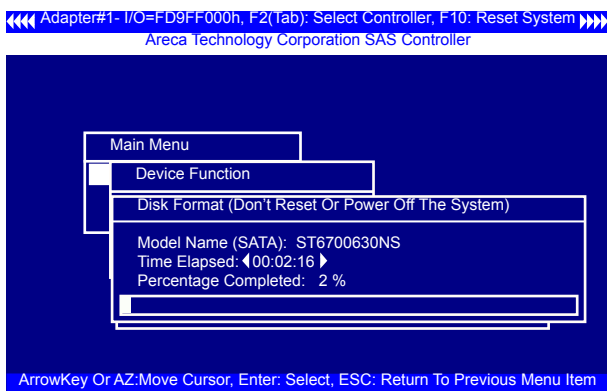 Adapter#1- I/O=FD9FF000h, F2(Tab): Select Controller, F10: Reset System
Areca Technology Corporation SAS Controller
Main Menu
Device Function
Disk Format (Don't Reset Or Power Off The System)
Model Name (SATA): ST6700630NS
Time Elapsed: 00:02:16
Percentage Completed: 2 %
ArrowKey Or AZ:Move Cursor, Enter: Select, ESC: Return To Previous Menu Item